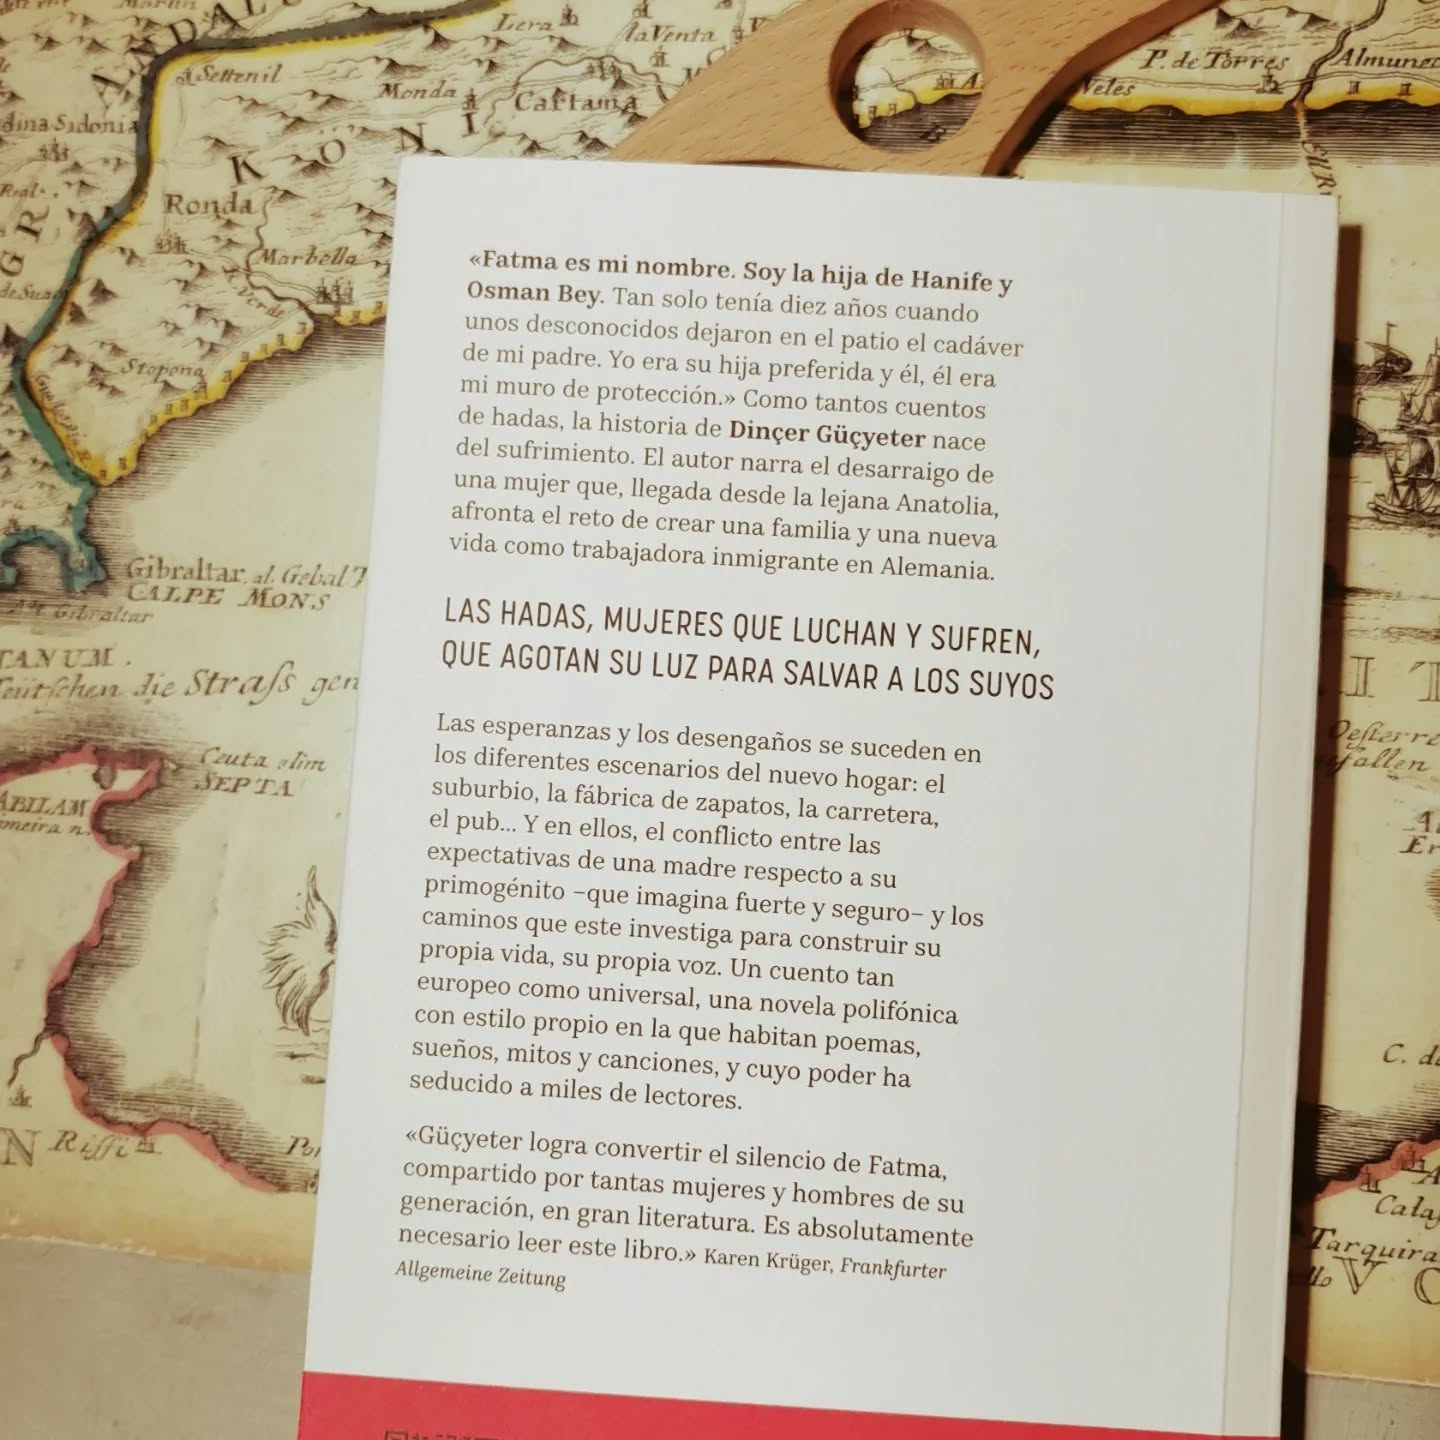 Lera
la Venta
Settenil
Monda
Cartama
P. de Torres
Almunec
Veles
dina Sidonia
KÖNI
GR
Ronda
Marbella
R. Verde
Stopona
Gibraltar, al. Gebal T
CALPE MONS
TANUM.
Teütschen die Straſs gen
Ceuta olim
SEPTA
ABILAM
N Riffi
C. de
Tarquira
«Fatma es mi nombre. Soy la hija de Hanife y
Osman Bey. Tan solo tenía diez años cuando
unos desconocidos dejaron en el patio el cadáver
de mi padre. Yo era su hija preferida y él, él era
mi muro de protección.» Como tantos cuentos
de hadas, la historia de Dinçer Güçyeter nace
del sufrimiento. El autor narra el desarraigo de
una mujer que, llegada desde la lejana Anatolia,
afronta el reto de crear una familia y una nueva
vida como trabajadora inmigrante en Alemania.
LAS HADAS, MUJERES QUE LUCHAN Y SUFREN,
QUE AGOTAN SU LUZ PARA SALVAR A LOS SUYOS
Las esperanzas y los desengaños se suceden en
los diferentes escenarios del nuevo hogar: el
suburbio, la fábrica de zapatos, la carretera,
el pub... Y en ellos, el conflicto entre las
expectativas de una madre respecto a su
primogénito –que imagina fuerte y seguro– y los
caminos que este investiga para construir su
propia vida, su propia voz. Un cuento tan
europeo como universal, una novela polifónica
con estilo propio en la que habitan poemas,
sueños, mitos y canciones, y cuyo poder ha
seducido a miles de lectores.
«Güçyeter logra convertir el silencio de Fatma,
compartido por tantas mujeres y hombres de su
generación, en gran literatura. Es absolutamente
necesario leer este libro.» Karen Krüger, Frankfurter
Allgemeine Zeitung